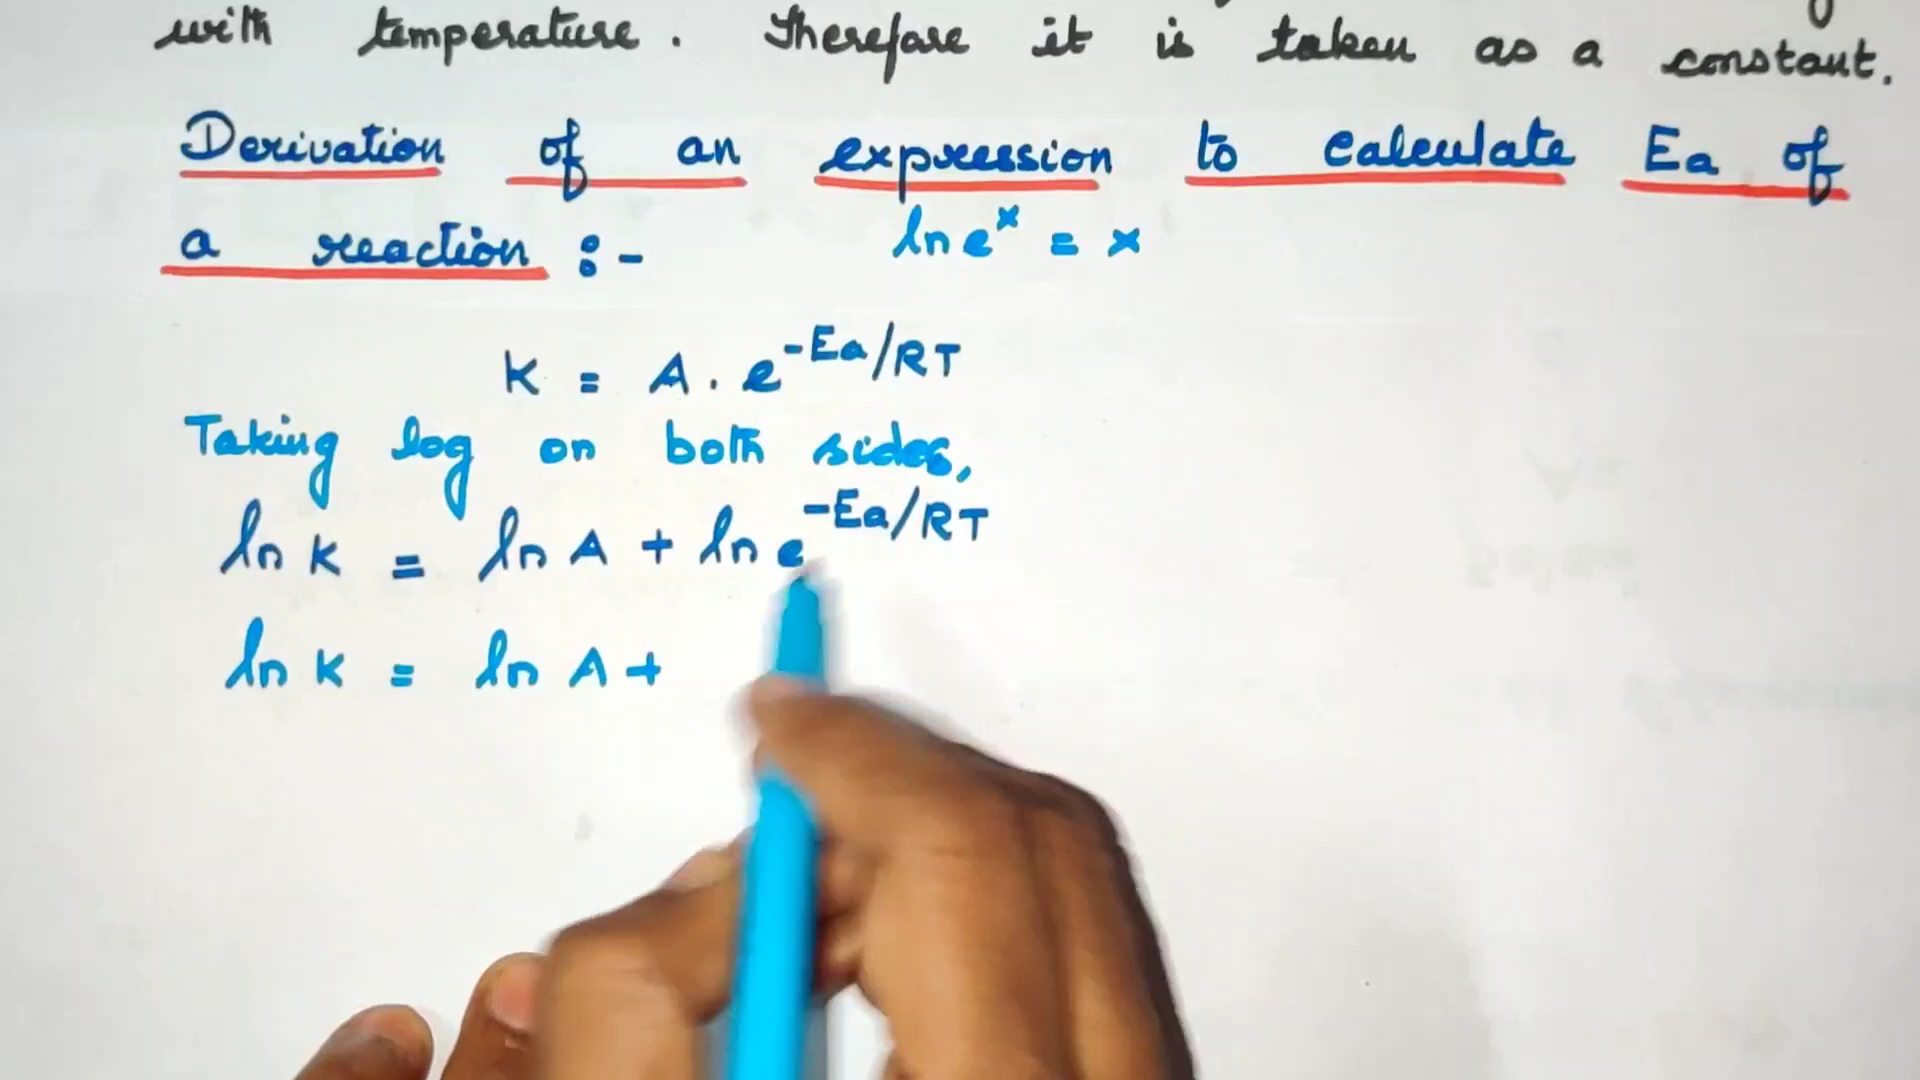 with temperature. Therefore it is taken as a constant.
Derivation of an expression to calculate Ea of
a reaction :-
ln e^x = x
K = A . e^-Ea/RT
Taking log on both sides,
ln K = ln A + ln e^-Ea/RT
ln K = ln A +